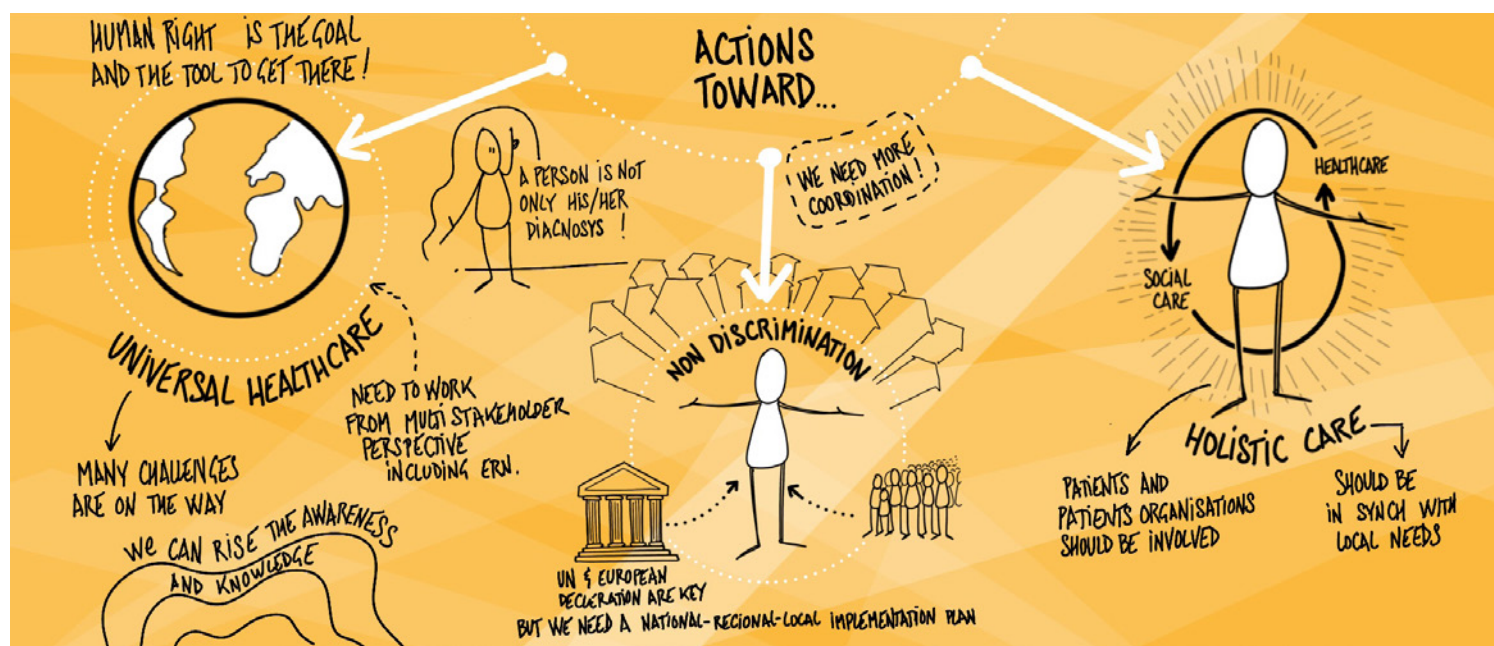 HUMAN RIGHT IS THE GOAL
AND THE TOOL TO GET THERE!
ACTIONS
TOWARD...
WE NEED MORE
COORDINATION!
A PERSON IS NOT
ONLY HIS/HER
DIAGNOSYS !
UNIVERSAL HEALTHCARE
NEED TO WORK
FROM MULTISTAKEHOLDER
PERSPECTIVE
INCLUDING ERN.
MANY CHALLENGES
ARE ON THE WAY
WE CAN RISE THE AWARENESS
AND KNOWLEDGE
NON DISCRIMINATION
UN & EUROPEAN
DECLERATION ARE KEY
BUT WE NEED A NATIONAL-REGIONAL-LOCAL IMPLEMENTATION PLAN
HEALTHCARE
SOCIAL
CARE
HOLISTIC CARE
PATIENTS AND
PATIENTS ORGANISATIONS
SHOULD BE INVOLVED
SHOULD BE
IN SYNCH WITH
LOCAL NEEDS